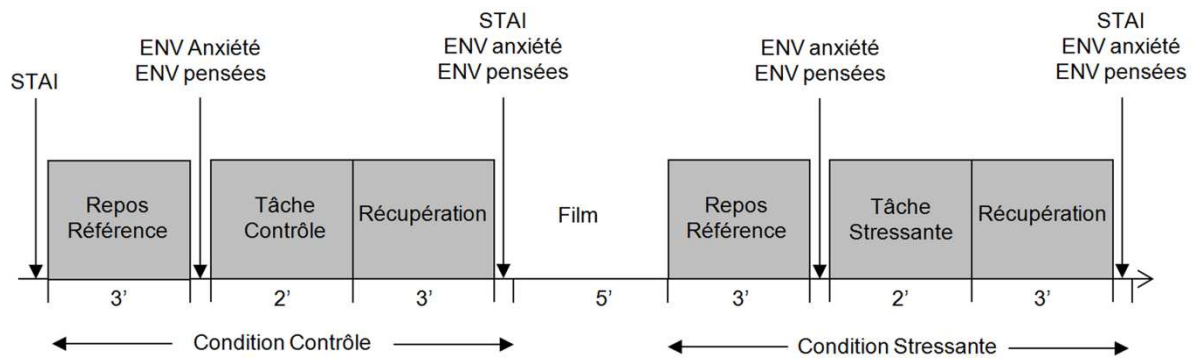 STAI
ENV Anxiété
ENV pensées
STAI
ENV anxiété
ENV pensées
ENV anxiété
ENV pensées
STAI
ENV anxiété
ENV pensées
Repos
Référence
Tâche
Contrôle
Récupération
Film
Repos
Référence
Tâche
Stressante
Récupération
3’
2’
3’
5’
3’
2’
3’
Condition Contrôle
Condition Stressante